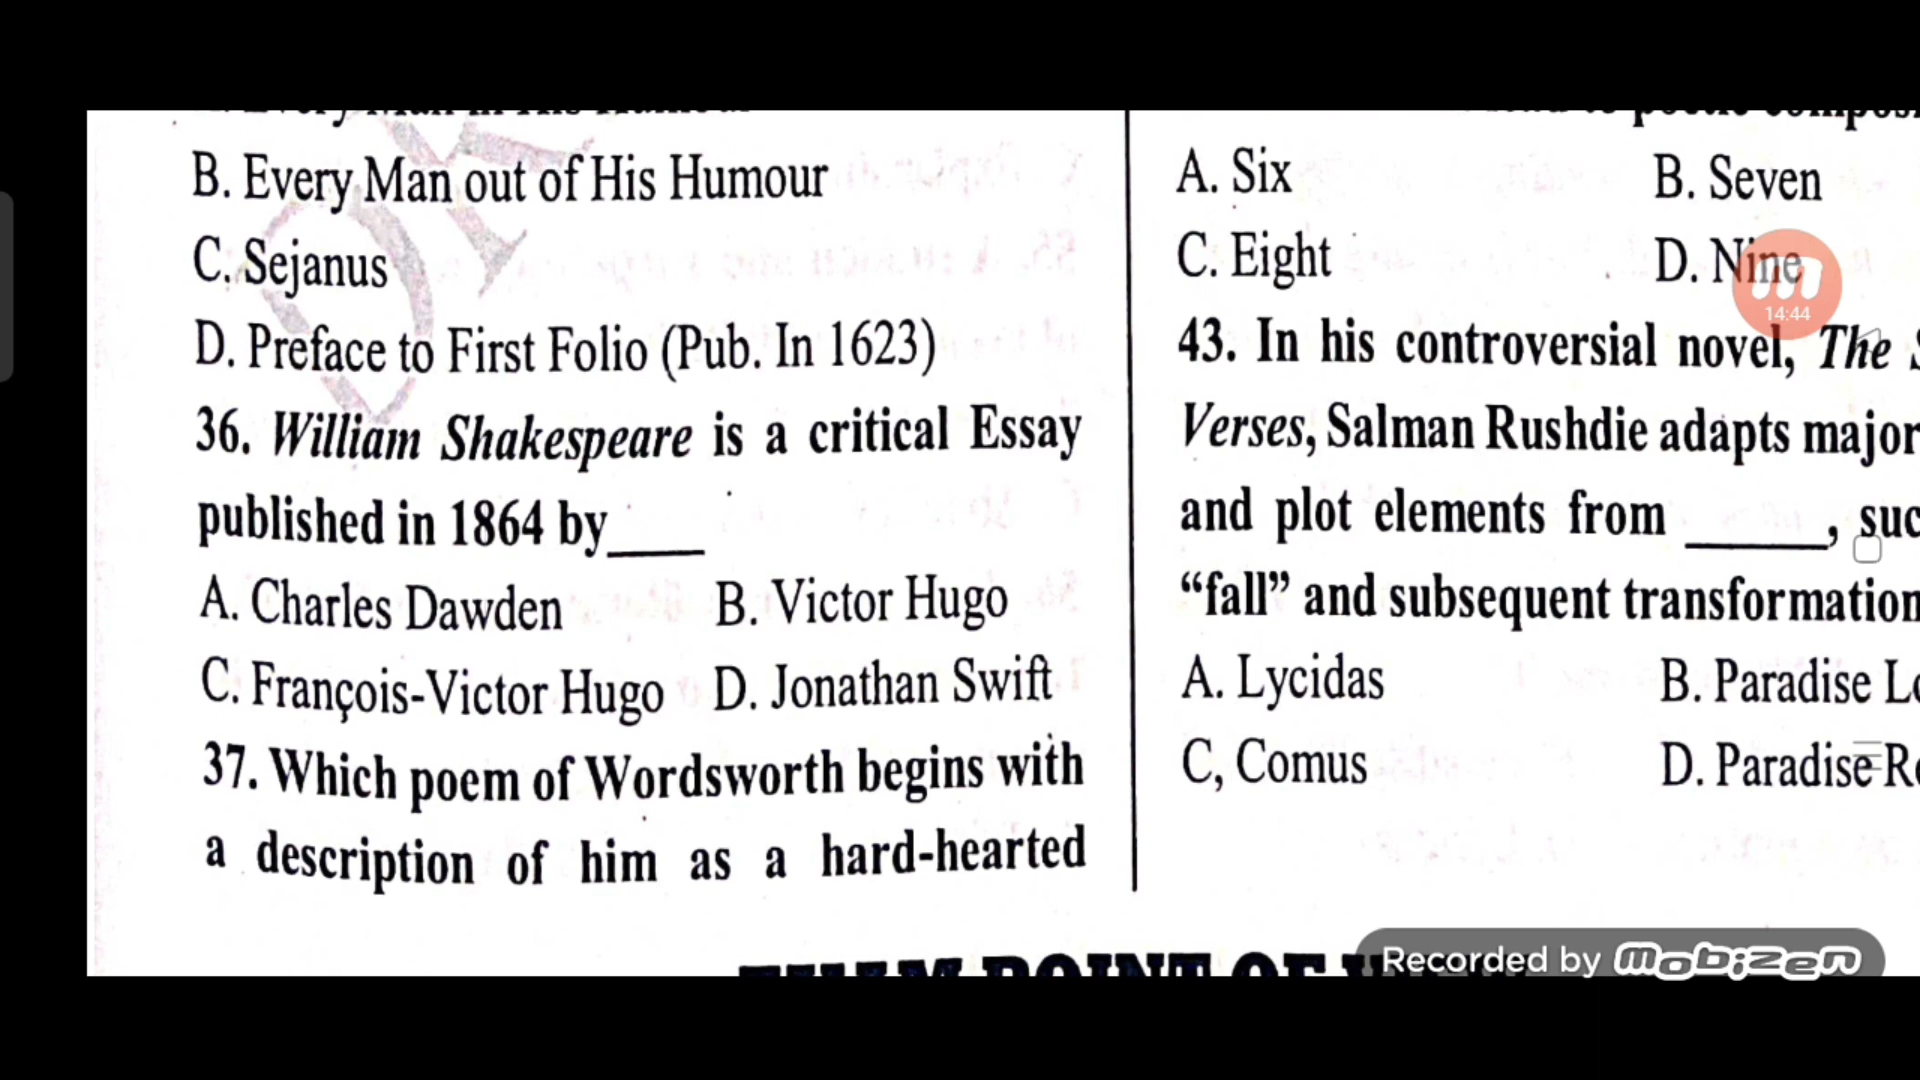 B. Every Man out of His Humour
C. Sejanus
D. Preface to First Folio (Pub. In 1623)
36. William Shakespeare is a critical Essay
published in 1864 by____
A. Charles Dawden B. Victor Hugo
C. François-Victor Hugo D. Jonathan Swift
37. Which poem of Wordsworth begins with
a description of him as a hard-hearted
A. Six B. Seven
C. Eight D. Nine
14:44
43. In his controversial novel, The
Verses, Salman Rushdie adapts major
and plot elements from ______, suc
“fall” and subsequent transformation
A. Lycidas B. Paradise Lo
C, Comus D. Paradise Re
Recorded by mobizen